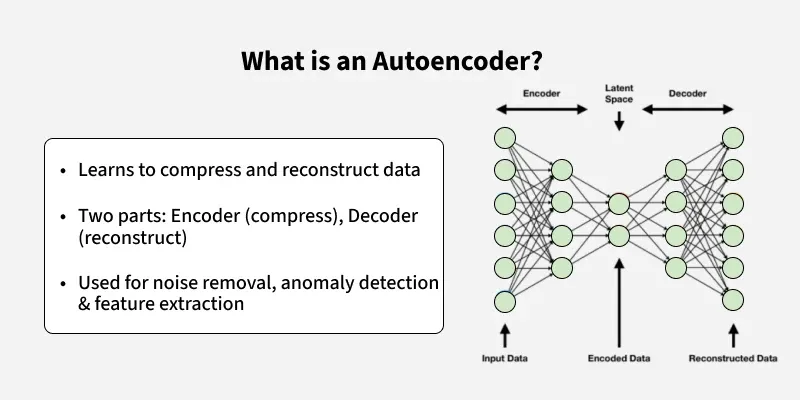 What is an Autoencoder?
Encoder
Latent
Space
Decoder
• Learns to compress and reconstruct data
• Two parts: Encoder (compress), Decoder
(reconstruct)
• Used for noise removal, anomaly detection
& feature extraction
Input Data
Encoded Data
Reconstructed Data